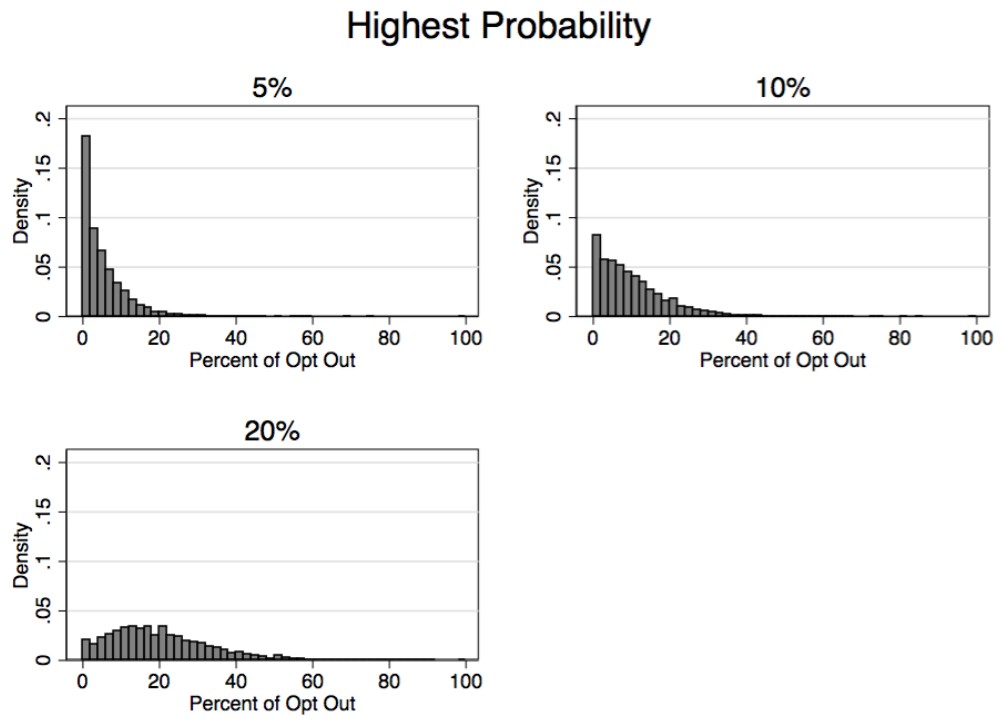 Highest Probability
5%
Density
0 .05 .1 .15 .2
0 20 40 60 80 100
Percent of Opt Out
10%
Density
0 .05 .1 .15 .2
0 20 40 60 80 100
Percent of Opt Out
20%
Density
0 .05 .1 .15 .2
0 20 40 60 80 100
Percent of Opt Out